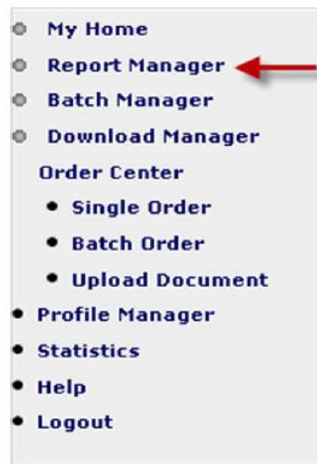 My Home
Report Manager
Batch Manager
Download Manager
Order Center
Single Order
Batch Order
Upload Document
Profile Manager
Statistics
Help
Logout